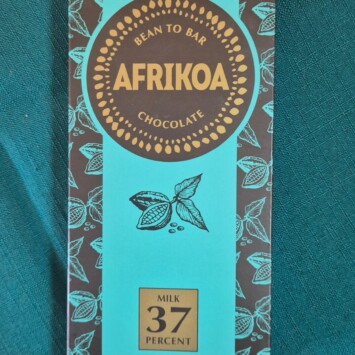 BEAN TO BAR
AFRIKOA
CHOCOLATE
MILK
37
PERCENT